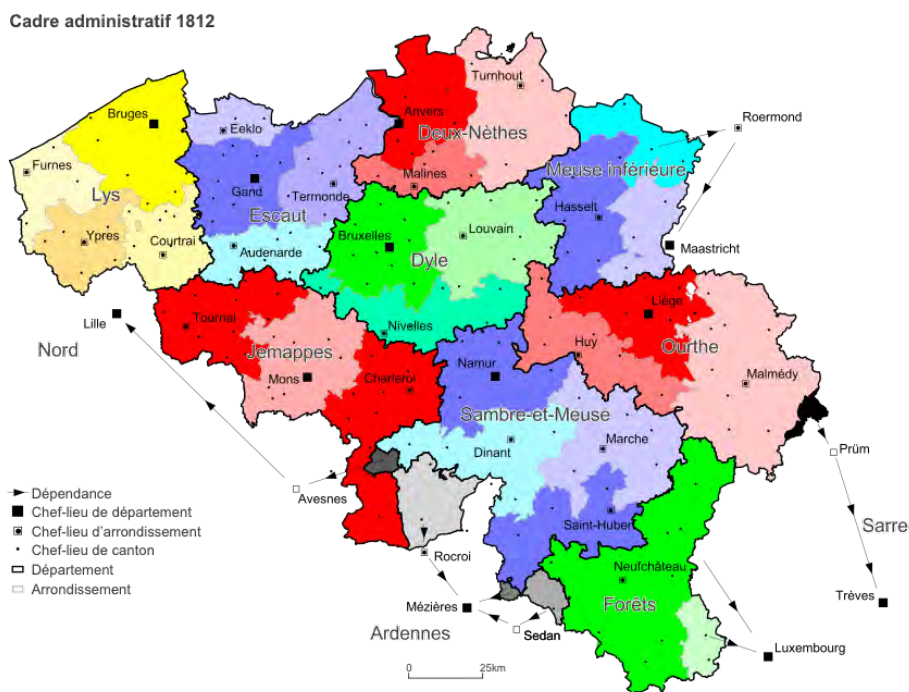 Cadre administratif 1812
Turnhout
Bruges
Anvers
Roermond
Eeklo
Deux-Nèthes
Furnes
Meuse inférieure
Malines
Lys
Gand
Termonde
Hasselt
Escaut
Ypres
Courtrai
Audenarde
Bruxelles
Louvain
Maastricht
Dyle
Liège
Lille
Tournai
Nivelles
Ourthe
Nord
Jemappes
Huy
Namur
Mons
Charleroi
Malmédy
Sambre-et-Meuse
Dinant
Marche
Prüm
Avesnes
Dépendance
Chef-lieu de département
Chef-lieu d'arrondissement
Chef-lieu de canton
Département
Arrondissement
Saint-Huber
Sarre
Rocroi
Neufchâteau
Trèves
Mézières
Forêts
Ardennes
Sedan
Luxembourg
0 25km